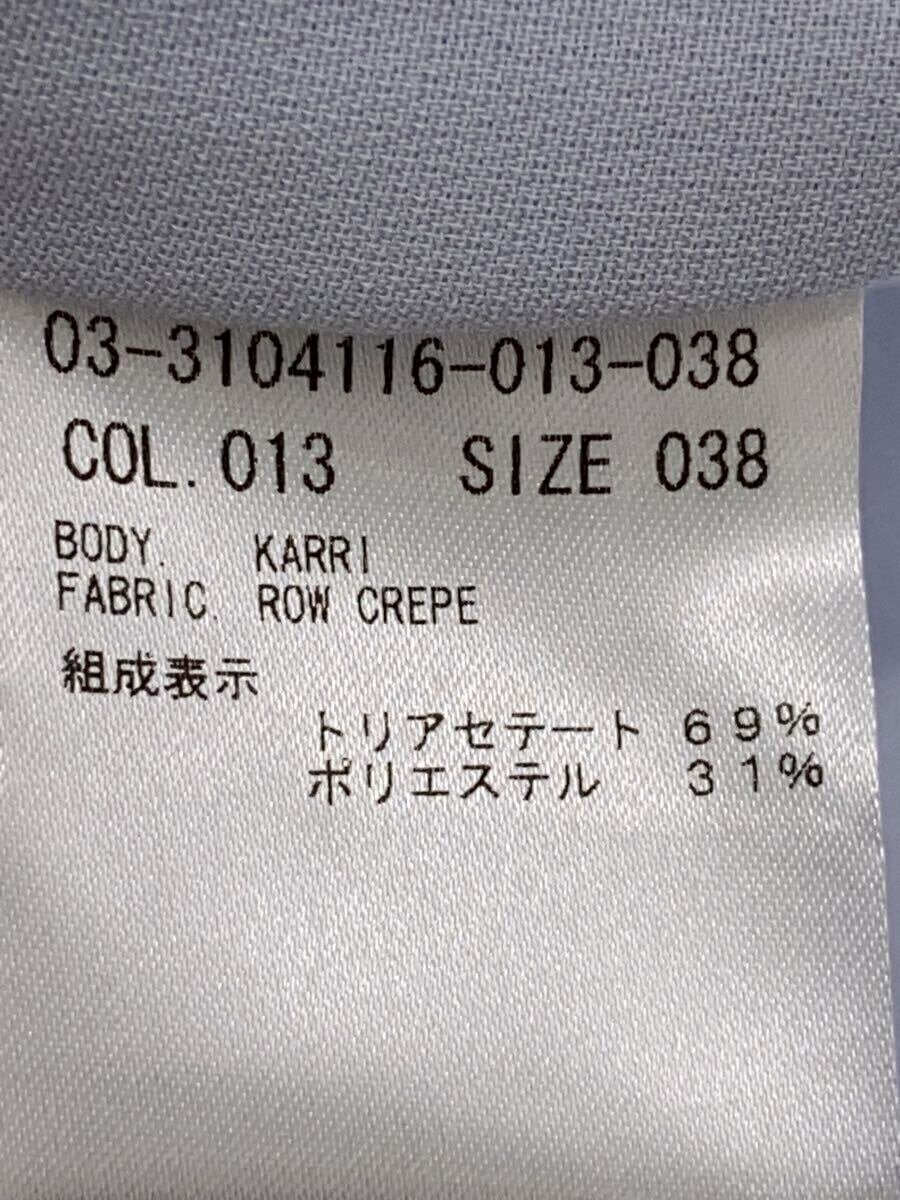 03-3104116-013-038
COL. 013 SIZE 038
BODY. KARRI
FABRIC. ROW CREPE
組成表示
トリアセテート 69%
ポリエステル 31%